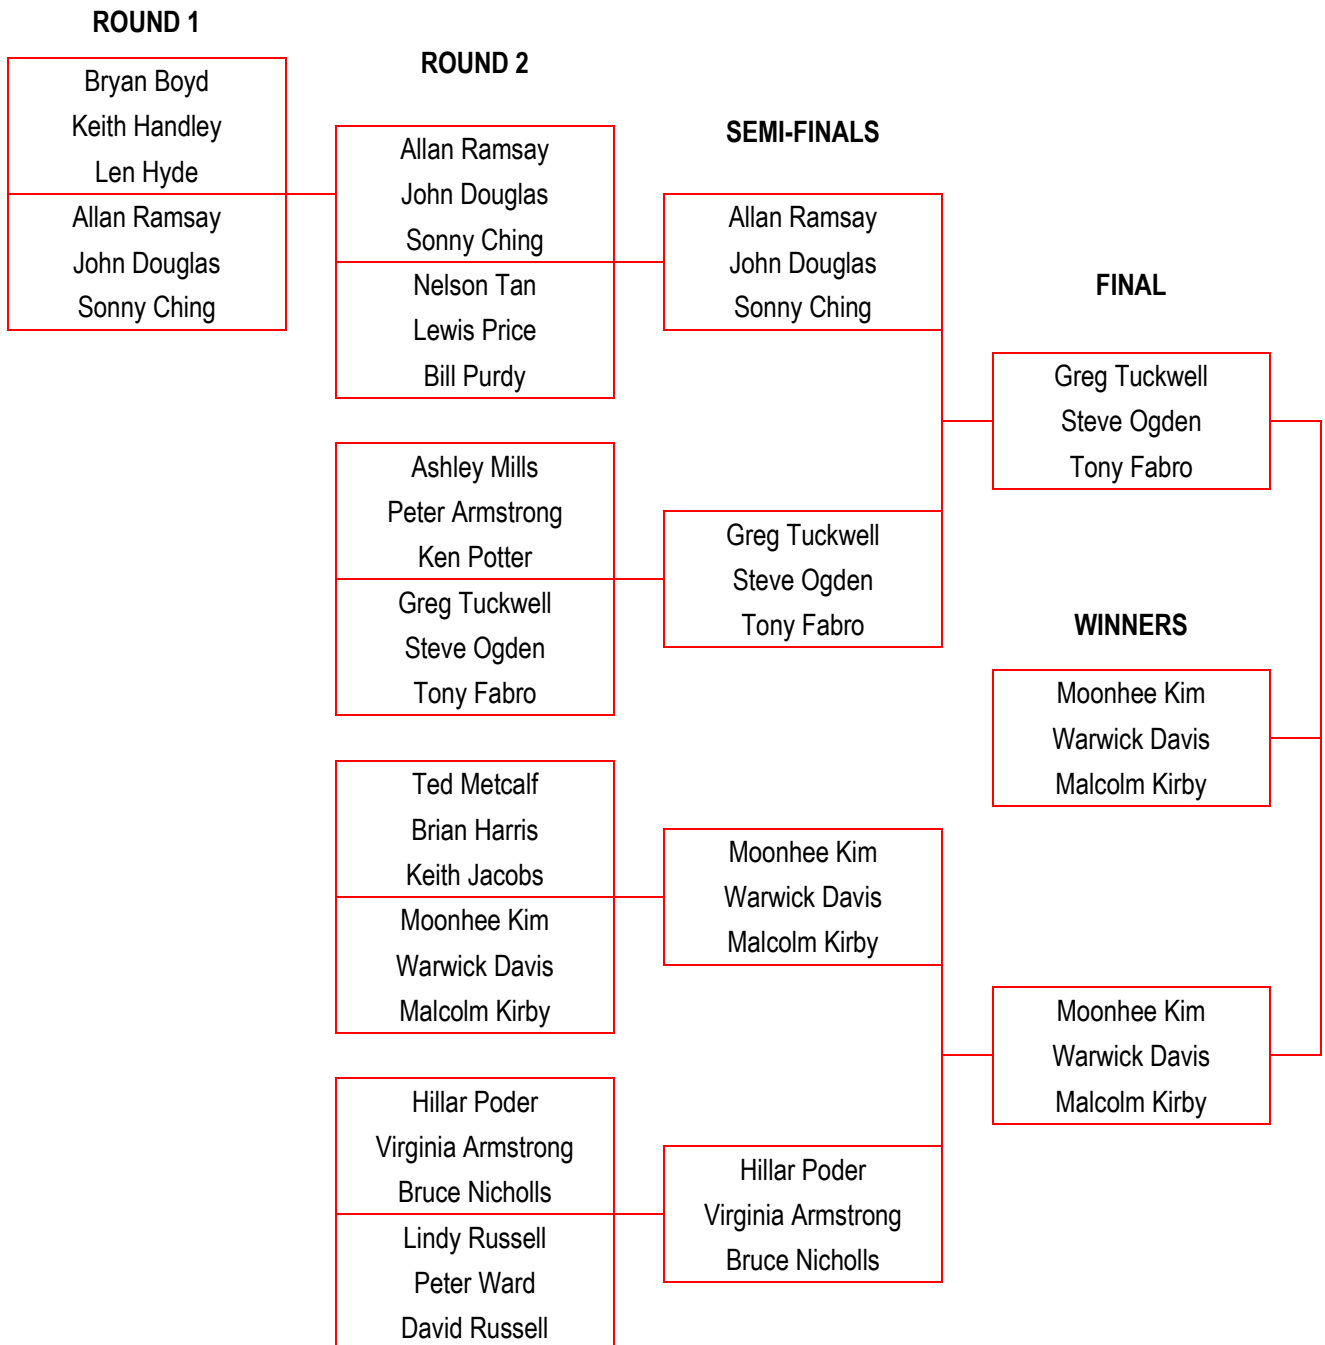 ROUND 1
Bryan Boyd
Keith Handley
Len Hyde
Allan Ramsay
John Douglas
Sonny Ching
ROUND 2
Allan Ramsay
John Douglas
Sonny Ching
Nelson Tan
Lewis Price
Bill Purdy
Ashley Mills
Peter Armstrong
Ken Potter
Greg Tuckwell
Steve Ogden
Tony Fabro
Ted Metcalf
Brian Harris
Keith Jacobs
Moonhee Kim
Warwick Davis
Malcolm Kirby
Hillar Poder
Virginia Armstrong
Bruce Nicholls
Lindy Russell
Peter Ward
David Russell
SEMI-FINALS
Allan Ramsay
John Douglas
Sonny Ching
Greg Tuckwell
Steve Ogden
Tony Fabro
Moonhee Kim
Warwick Davis
Malcolm Kirby
Hillar Poder
Virginia Armstrong
Bruce Nicholls
FINAL
Greg Tuckwell
Steve Ogden
Tony Fabro
WINNERS
Moonhee Kim
Warwick Davis
Malcolm Kirby
Moonhee Kim
Warwick Davis
Malcolm Kirby